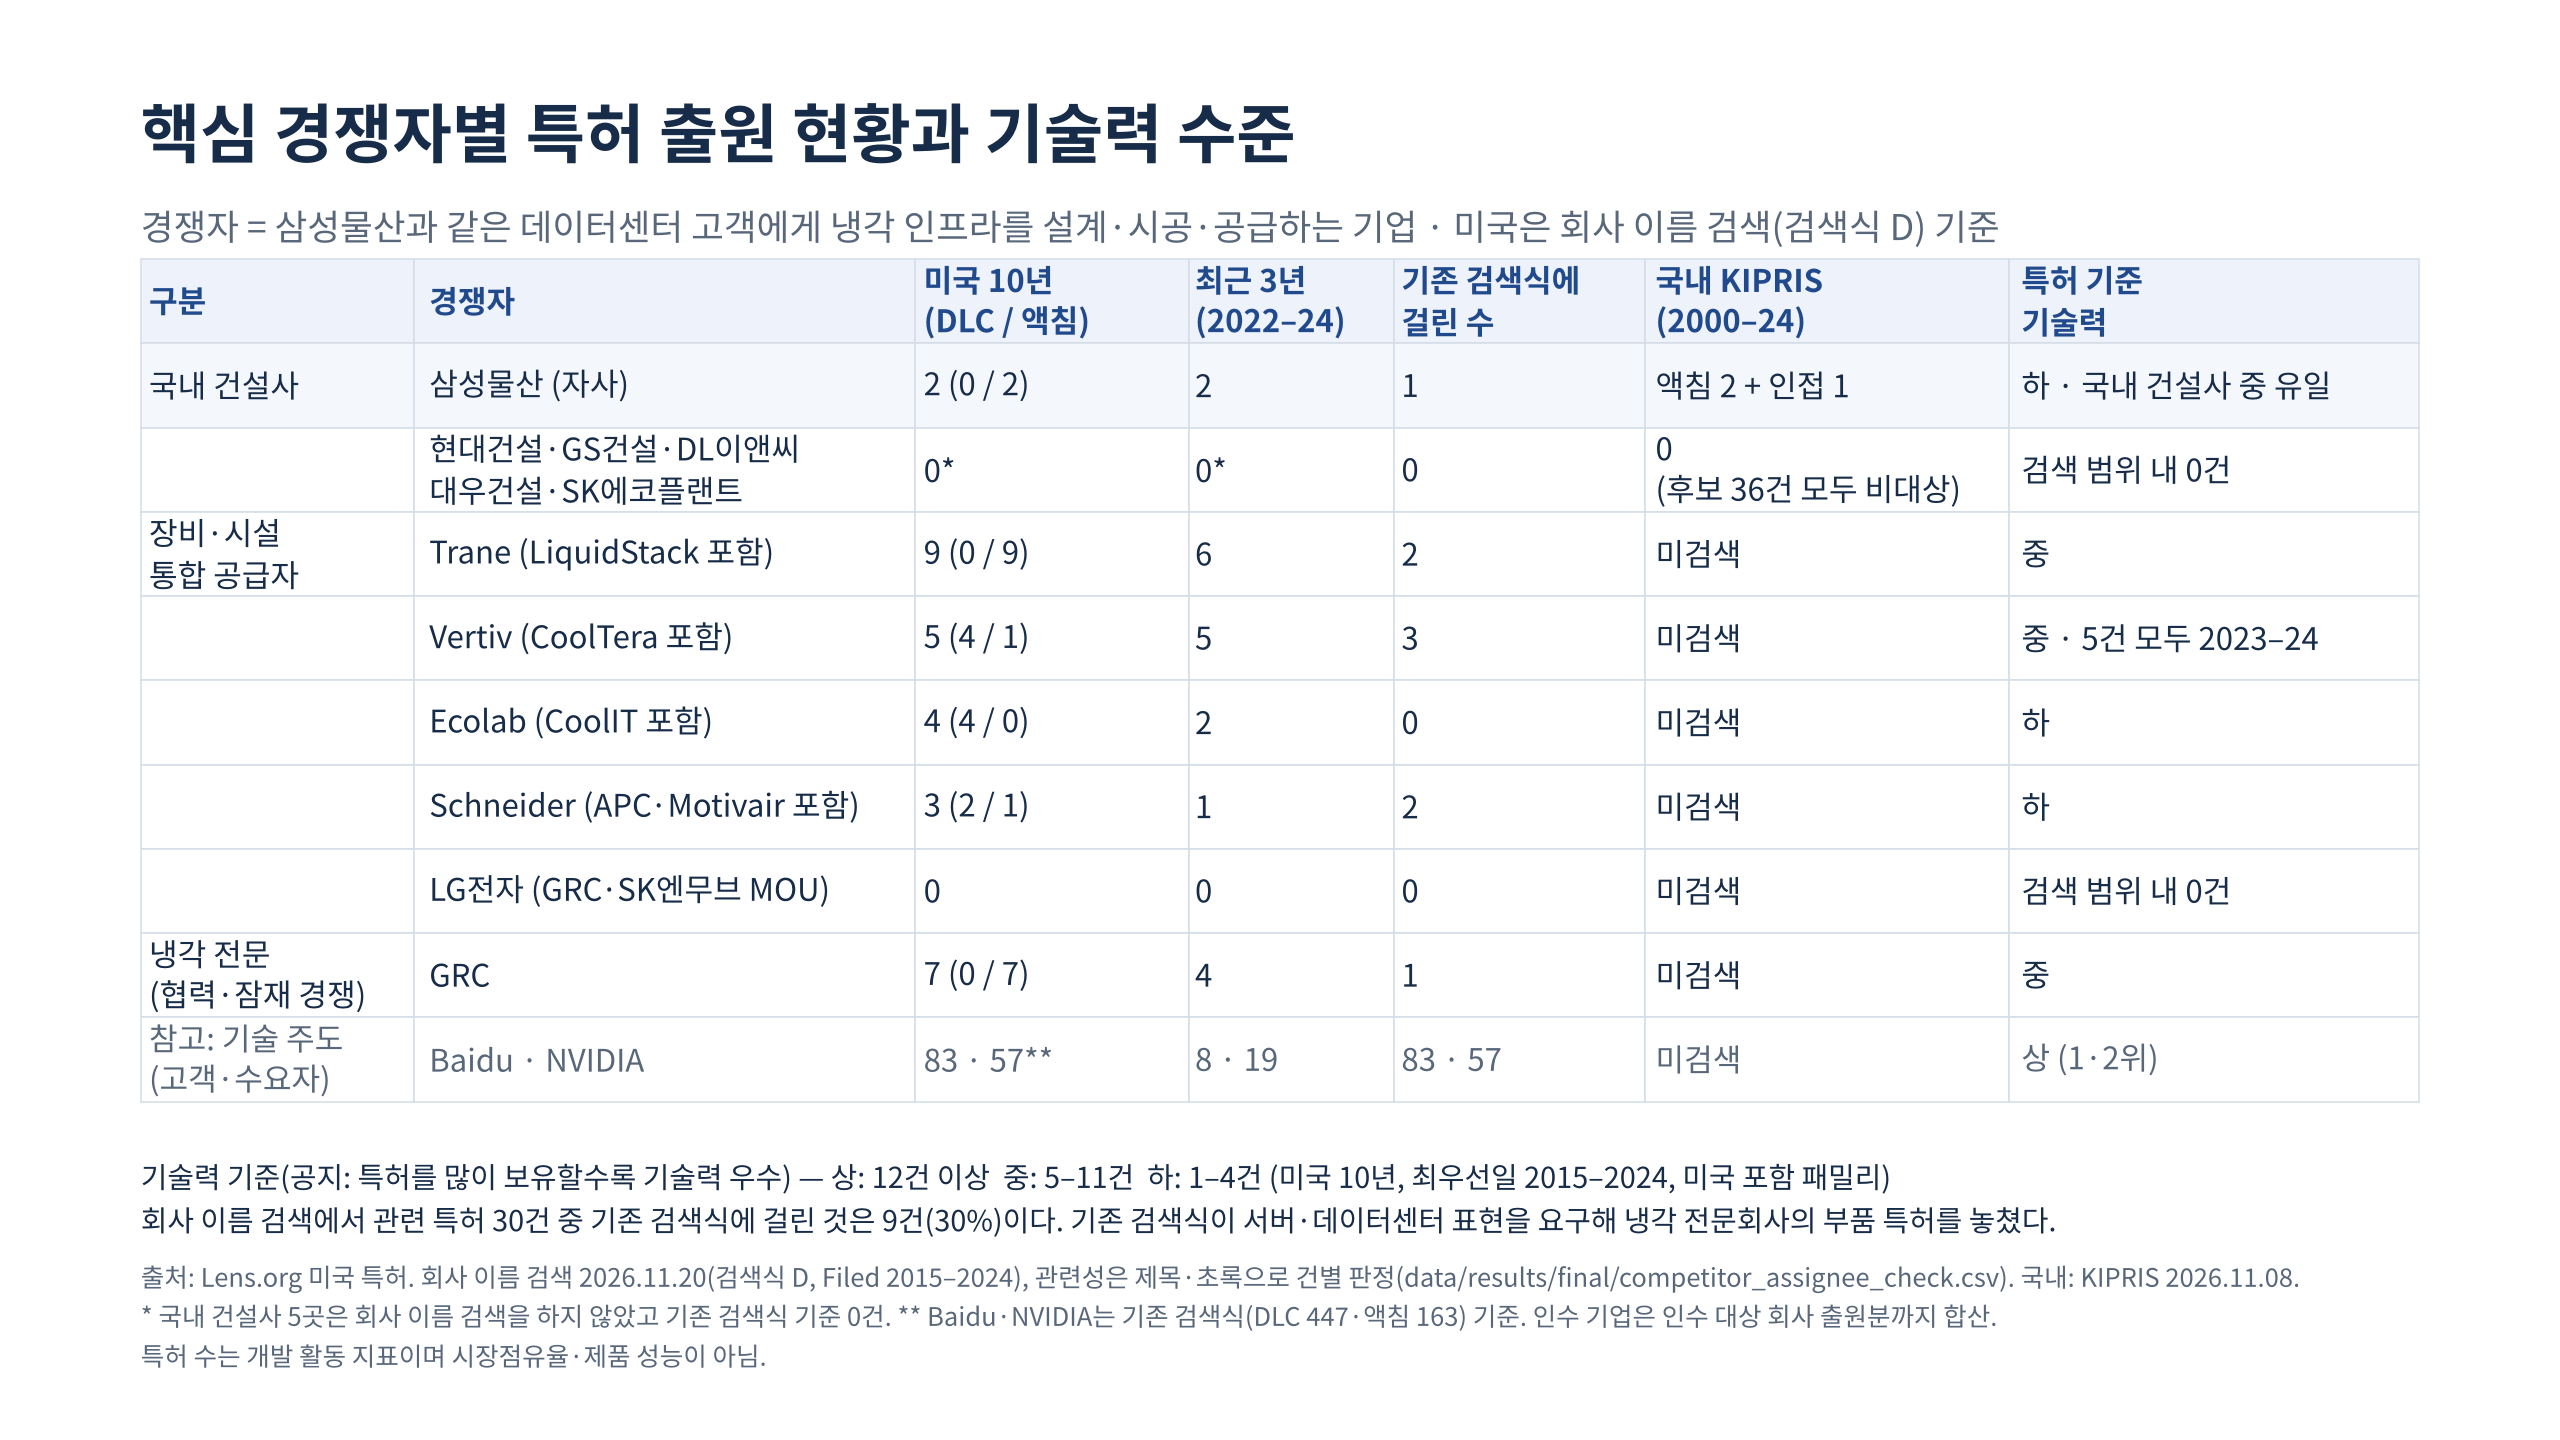 핵심 경쟁자별 특허 출원 현황과 기술력 수준
경쟁자 = 삼성물산과 같은 데이터센터 고객에게 냉각 인프라를 설계·시공·공급하는 기업 · 미국은 회사 이름 검색(검색식 D) 기준
구분 경쟁자 미국 10년 (DLC / 액침) 최근 3년 (2022–24) 기존 검색식에 걸린 수 국내 KIPRIS (2000–24) 특허 기준 기술력
국내 건설사 삼성물산 (자사) 2 (0 / 2) 2 1 액침 2 + 인접 1 하 · 국내 건설사 중 유일
현대건설·GS건설·DL이앤씨 대우건설·SK에코플랜트 0* 0* 0 0 (후보 36건 모두 비대상) 검색 범위 내 0건
장비·시설 통합 공급자 Trane (LiquidStack 포함) 9 (0 / 9) 6 2 미검색 중
Vertiv (CoolTera 포함) 5 (4 / 1) 5 3 미검색 중 · 5건 모두 2023–24
Ecolab (CoolIT 포함) 4 (4 / 0) 2 0 미검색 하
Schneider (APC·Motivair 포함) 3 (2 / 1) 1 2 미검색 하
LG전자 (GRC·SK엔무브 MOU) 0 0 0 미검색 검색 범위 내 0건
냉각 전문 (협력·잠재 경쟁) GRC 7 (0 / 7) 4 1 미검색 중
참고: 기술 주도 (고객·수요자) Baidu · NVIDIA 83 · 57** 8 · 19 83 · 57 미검색 상 (1·2위)
기술력 기준(공지: 특허를 많이 보유할수록 기술력 우수) — 상: 12건 이상 중: 5–11건 하: 1–4건 (미국 10년, 최우선일 2015–2024, 미국 포함 패밀리)
회사 이름 검색에서 관련 특허 30건 중 기존 검색식에 걸린 것은 9건(30%)이다. 기존 검색식이 서버·데이터센터 표현을 요구해 냉각 전문회사의 부품 특허를 놓쳤다.
출처: Lens.org 미국 특허. 회사 이름 검색 2026.11.20(검색식 D, Filed 2015–2024), 관련성은 제목·초록으로 건별 판정(data/results/final/competitor_assignee_check.csv). 국내: KIPRIS 2026.11.08.
* 국내 건설사 5곳은 회사 이름 검색을 하지 않았고 기존 검색식 기준 0건. ** Baidu·NVIDIA는 기존 검색식(DLC 447·액침 163) 기준. 인수 기업은 인수 대상 회사 출원분까지 합산.
특허 수는 개발 활동 지표이며 시장점유율·제품 성능이 아님.